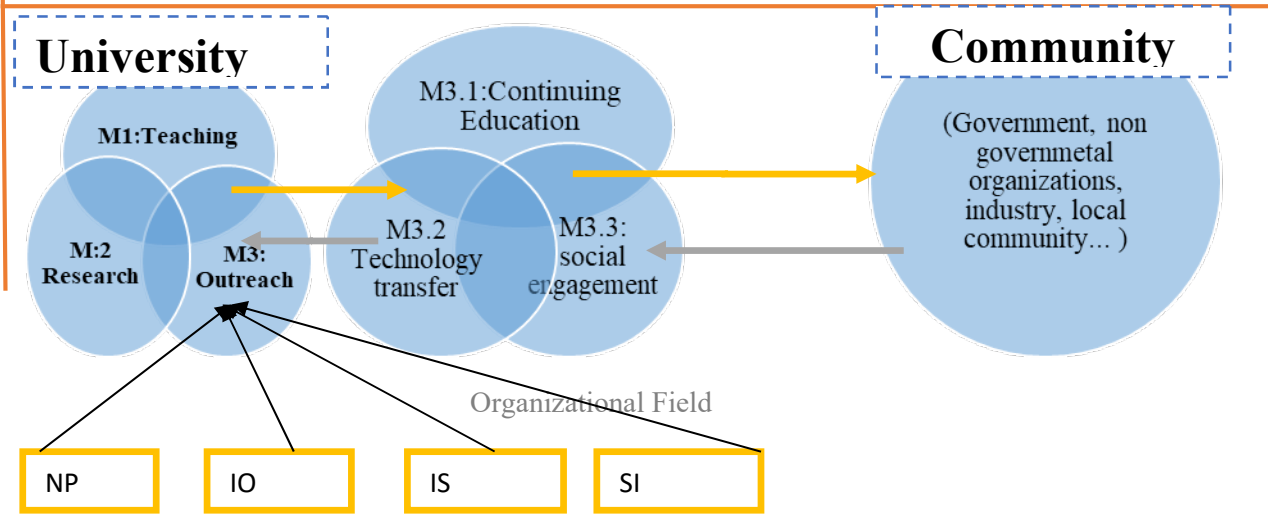 University
Community
M1:Teaching
M:2
Research
M3:
Outreach
M3.1:Continuing
Education
M3.2
Technology
transfer
M3.3:
social
engagement
(Government, non
governmetal
organizations,
industry, local
community... )
Organizational Field
NP
IO
IS
SI